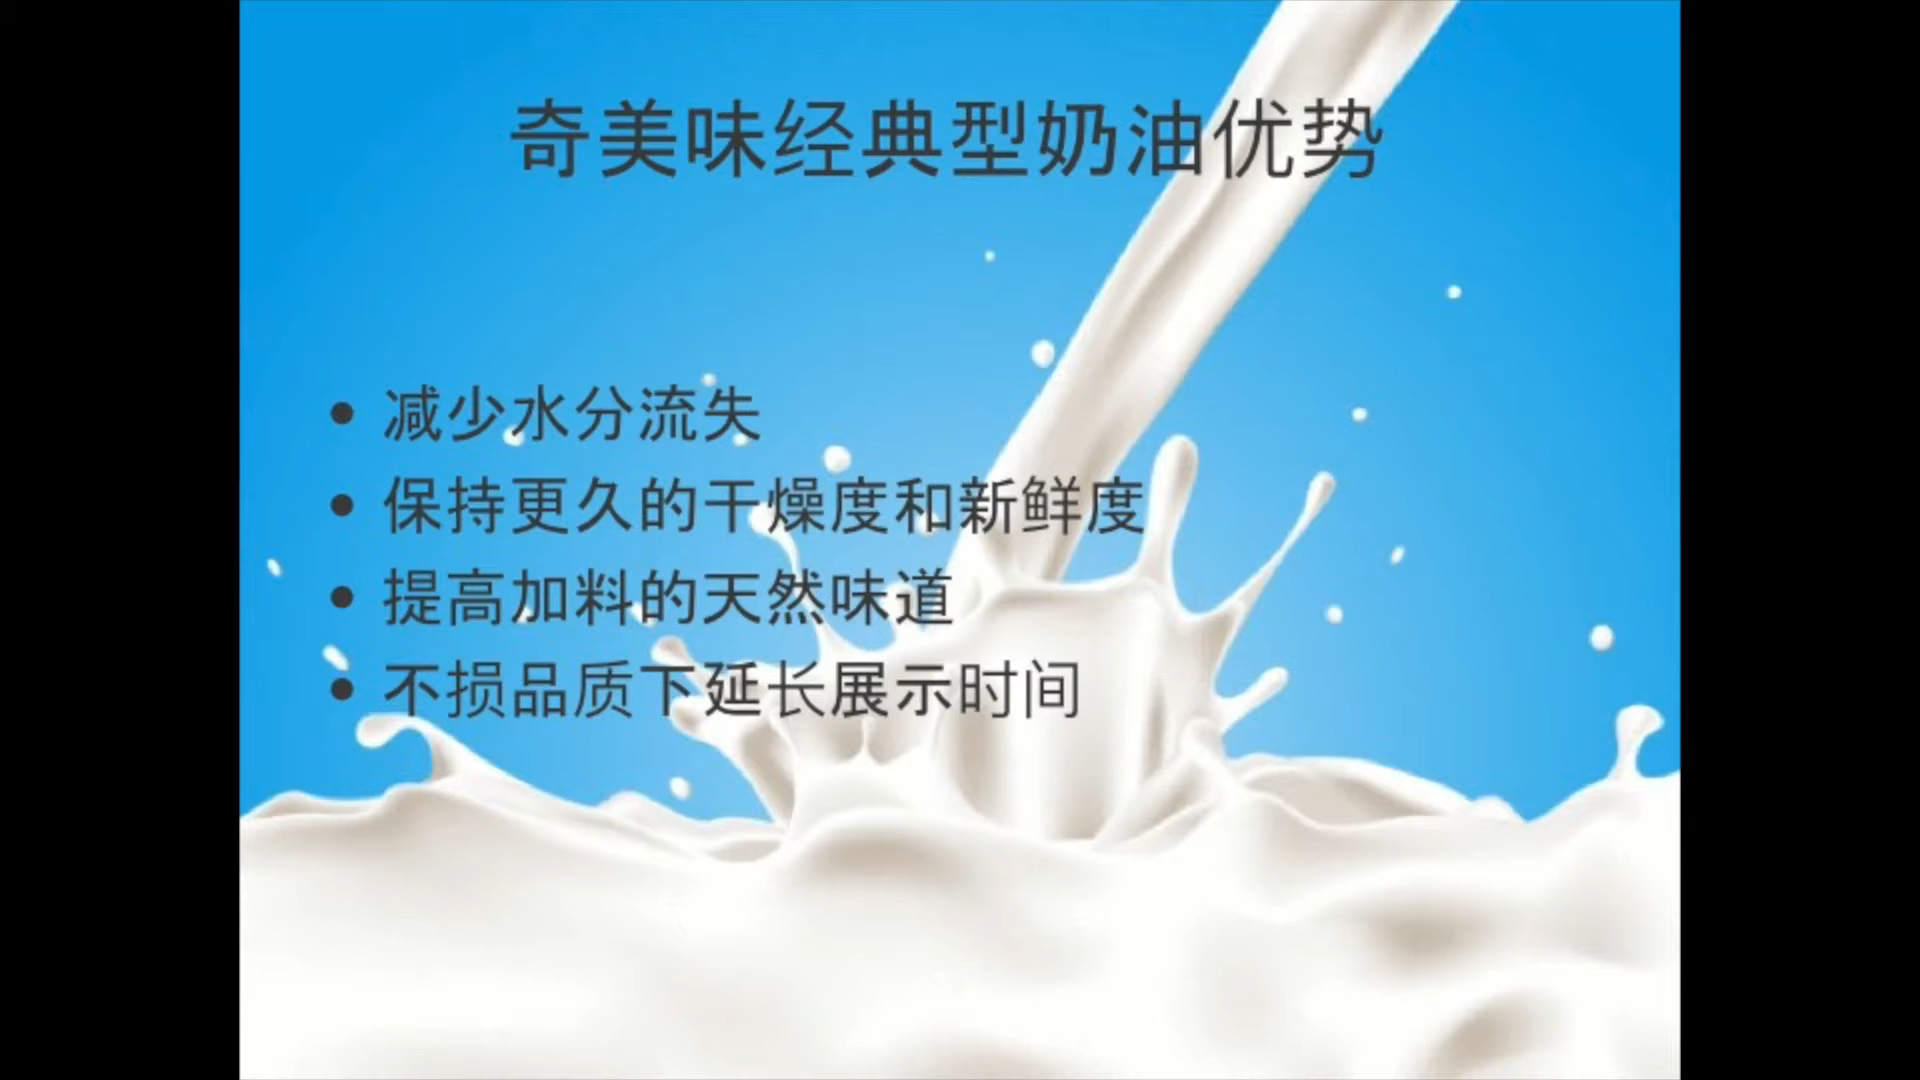 奇美味经典型奶油优势
• 减少水分流失
• 保持更久的干燥度和新鲜度
• 提高加料的天然味道
• 不损品质下延长展示时间